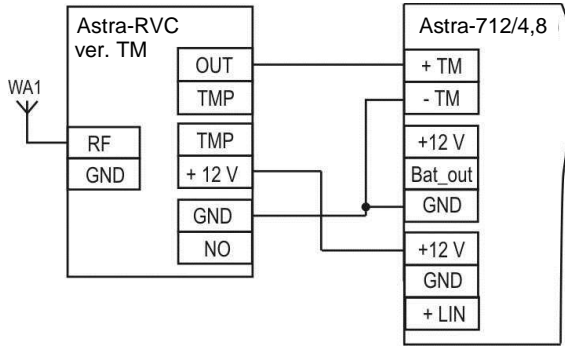 Astra-RVC
ver. TM
OUT
TMP
TMP
+ 12 V
GND
NO
WA1
RF
GND
Astra-712/4,8
+ TM
- TM
+12 V
Bat_out
GND
+12 V
GND
+ LIN